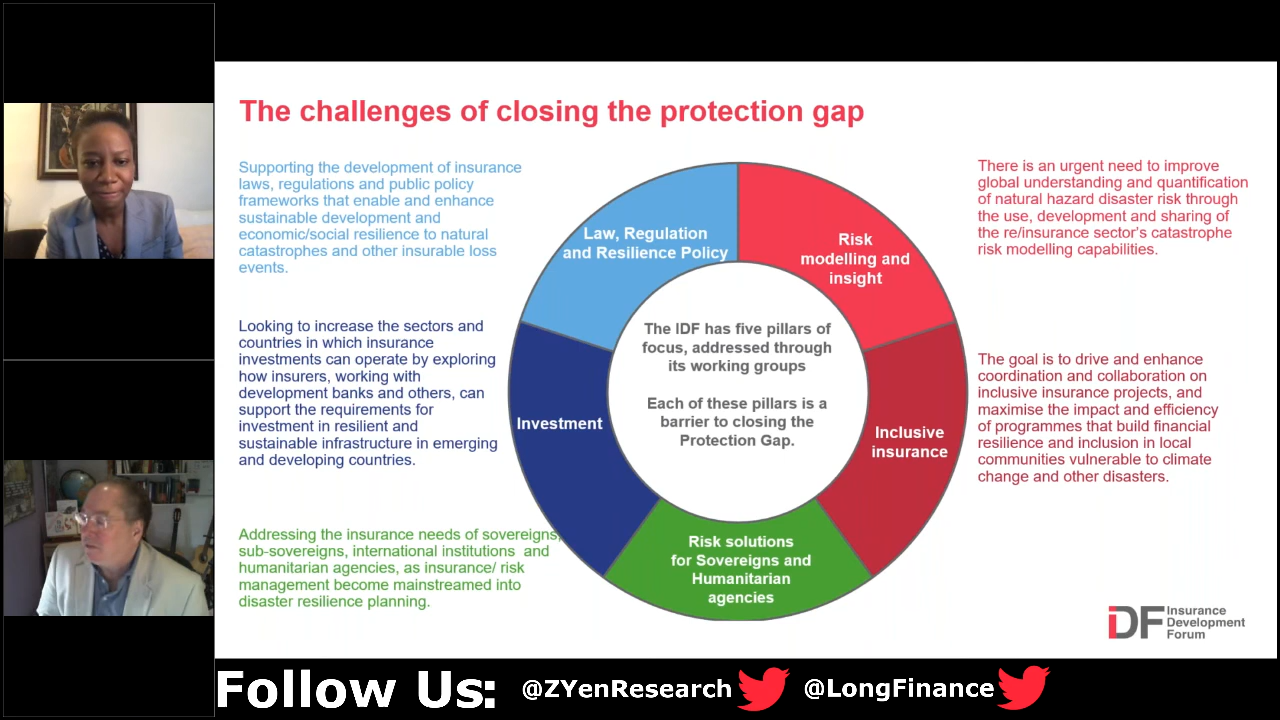 The challenges of closing the protection gap
Supporting the development of insurance
laws, regulations and public policy
frameworks that enable and enhance
sustainable development and
economic/social resilience to natural
catastrophes and other insurable loss
events.
Looking to increase the sectors and
countries in which insurance
investments can operate by exploring
how insurers, working with
development banks and others, can
support the requirements for
investment in resilient and
sustainable infrastructure in emerging
and developing countries.
Addressing the insurance needs of sovereigns,
sub-sovereigns, international institutions and
humanitarian agencies, as insurance/ risk
management become mainstreamed into
disaster resilience planning.
Law, Regulation
and Resilience Policy
Risk
modelling and
insight
Investment
Inclusive
insurance
Risk solutions
for Sovereigns and
Humanitarian
agencies
The IDF has five pillars of
focus, addressed through
its working groups
Each of these pillars is a
barrier to closing the
Protection Gap.
There is an urgent need to improve
global understanding and quantification
of natural hazard disaster risk through
the use, development and sharing of
the re/insurance sector's catastrophe
risk modelling capabilities.
The goal is to drive and enhance
coordination and collaboration on
inclusive insurance projects, and
maximise the impact and efficiency
of programmes that build financial
resilience and inclusion in local
communities vulnerable to climate
change and other disasters.
iDF Insurance
Development
Forum
Follow Us: @ZYenResearch @LongFinance